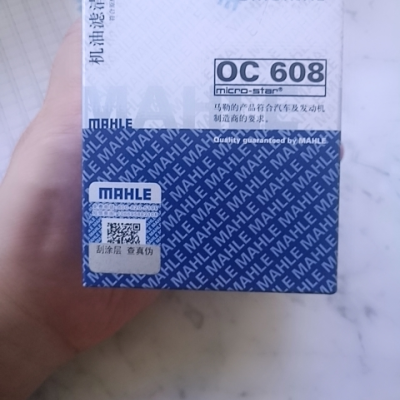 机油滤清
OC 608
micro-star®
马勒的产品符合汽车及发动机
制造商的要求。
MAHLE
MAHLE
Quality guaranteed by MAHLE
MAHLE
刮涂层 查真伪